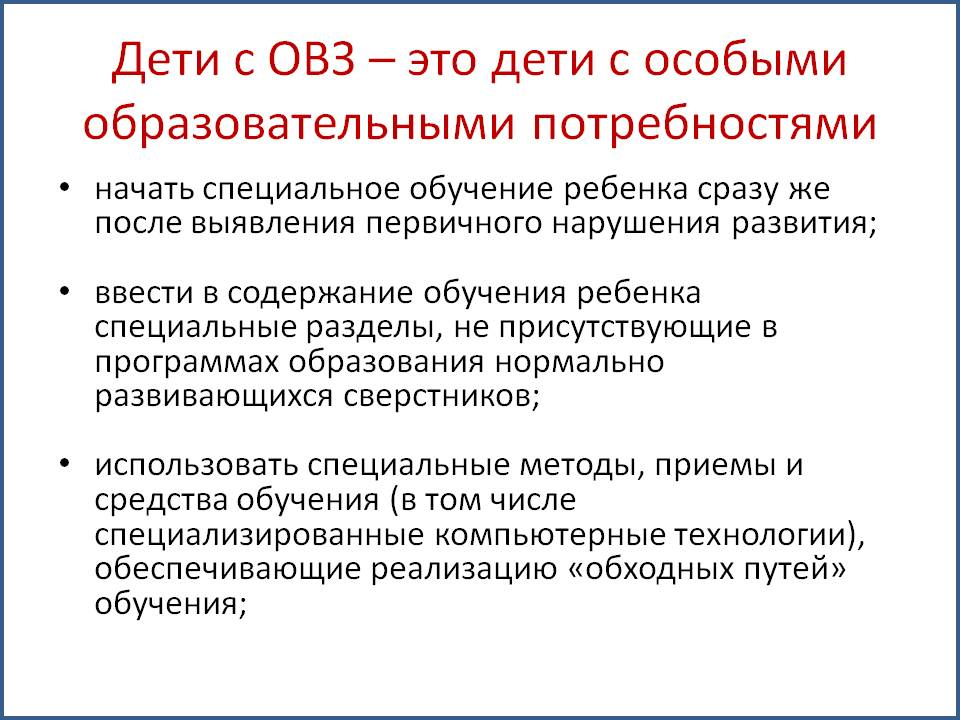 Дети с ОВЗ – это дети с особыми
образовательными потребностями
• начать специальное обучение ребенка сразу же
после выявления первичного нарушения развития;
• ввести в содержание обучения ребенка
специальные разделы, не присутствующие в
программах образования нормально
развивающихся сверстников;
• использовать специальные методы, приемы и
средства обучения (в том числе
специализированные компьютерные технологии),
обеспечивающие реализацию «обходных путей»
обучения;